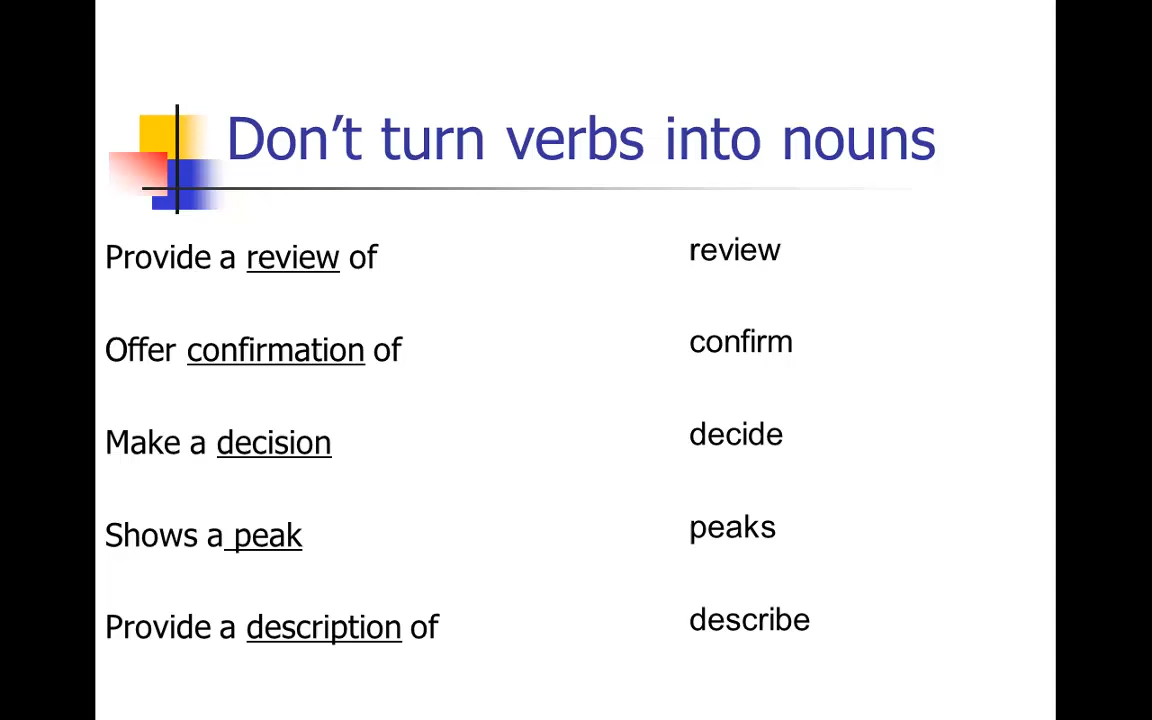 Don’t turn verbs into nouns
Provide a review of
review
Offer confirmation of
confirm
Make a decision
decide
Shows a peak
peaks
Provide a description of
describe